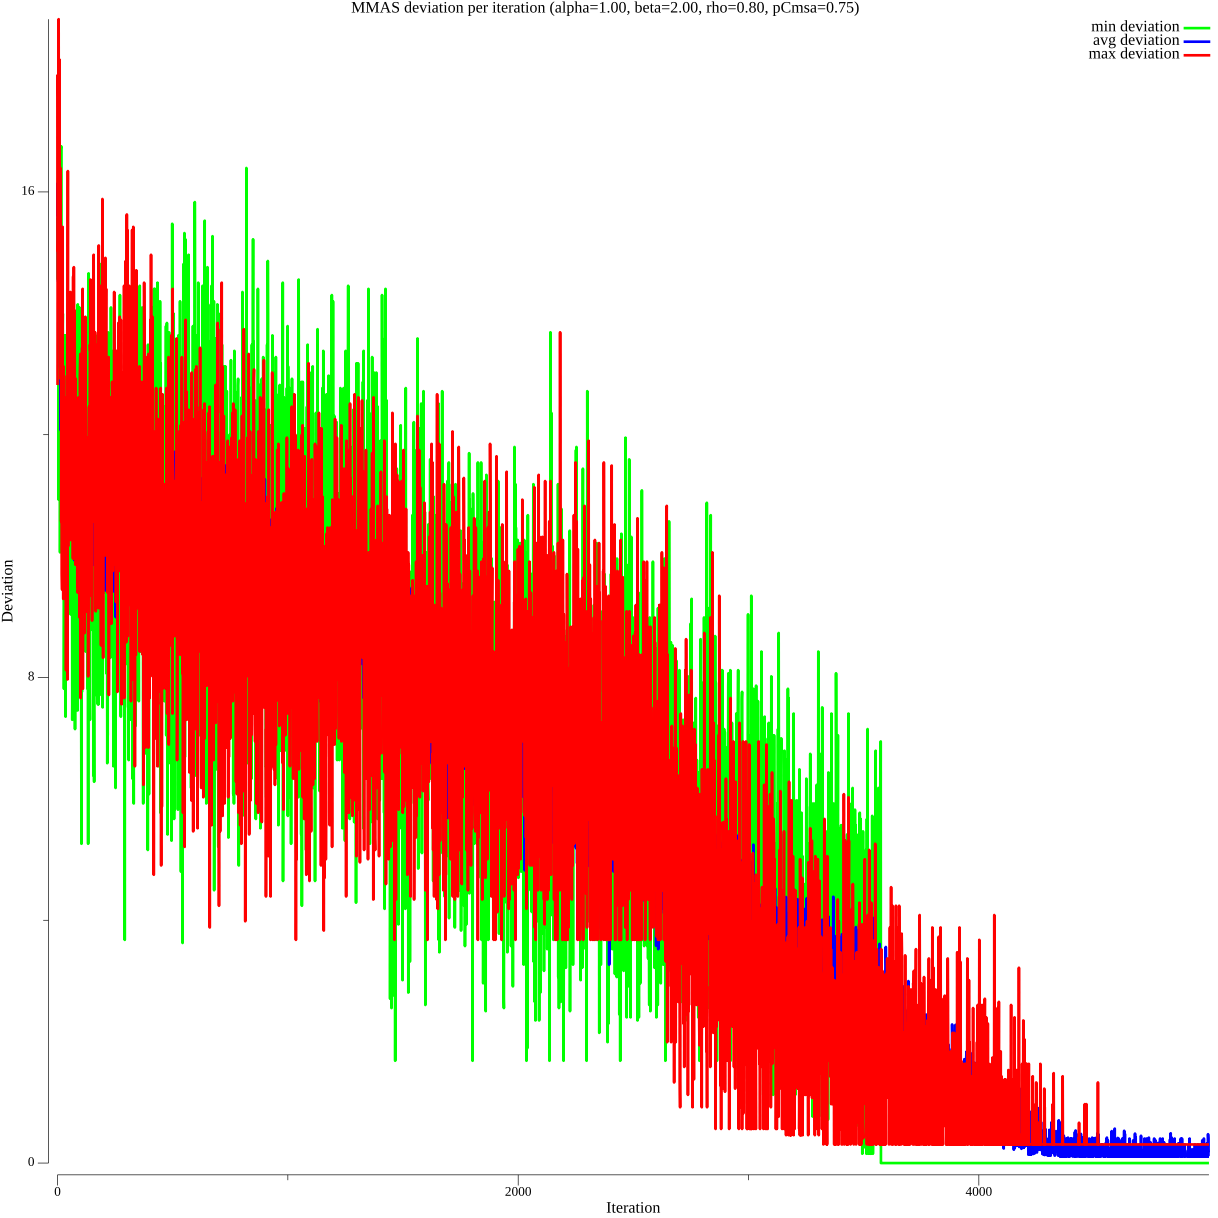 MMAS deviation per iteration (alpha=1.00, beta=2.00, rho=0.80, pCmsa=0.75)
min deviation
avg deviation
max deviation
16
8
0
Deviation
0
2000
4000
Iteration